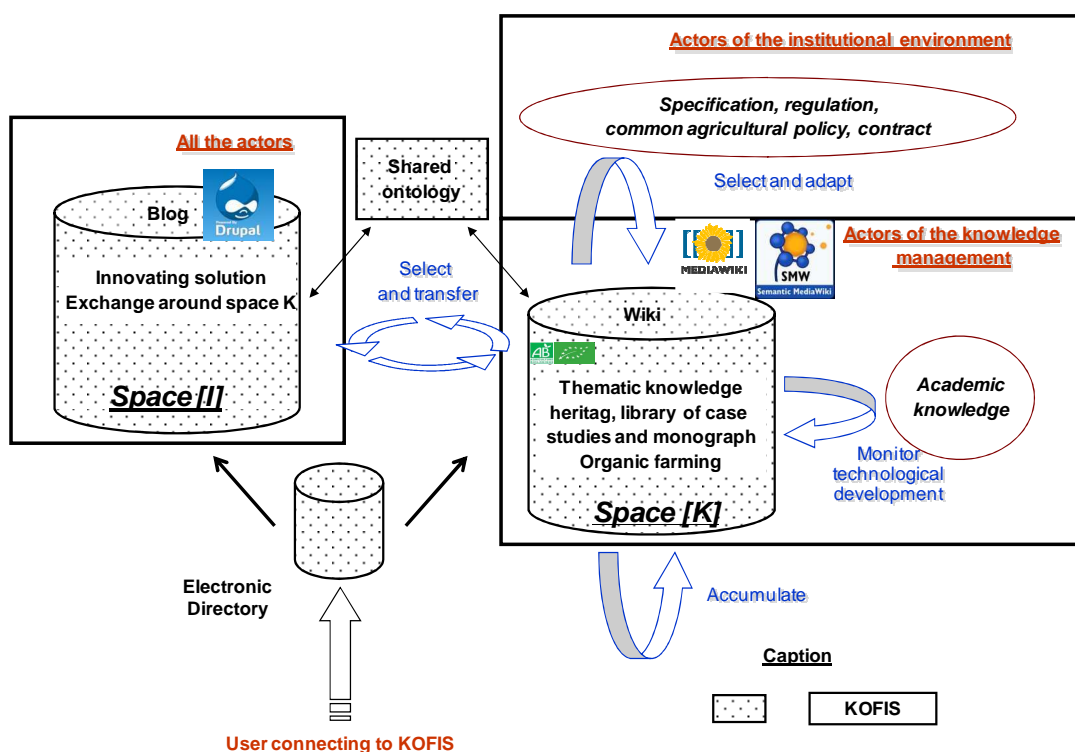 Actors of the institutional environment
Specification, regulation,
common agricultural policy, contract
Select and adapt
All the actors
Blog
Drupal
Innovating solution
Exchange around space K
Space [I]
Shared
ontology
Select
and transfer
[[ ]]
MEDIAWIKI
SMW
Semantic MediaWiki
Actors of the knowledge
management
Wiki
AB
Thematic knowledge
heritag, library of case
studies and monograph
Organic farming
Space [K]
Academic
knowledge
Monitor
technological
development
Accumulate
Electronic
Directory
User connecting to KOFIS
Caption
KOFIS